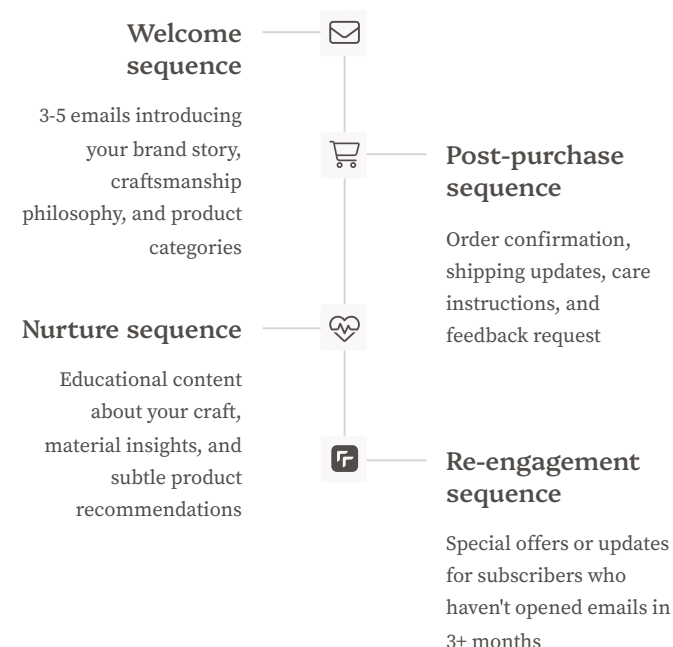 Welcome
sequence
3-5 emails introducing
your brand story,
craftsmanship
philosophy, and product
categories
Post-purchase
sequence
Order confirmation,
shipping updates, care
instructions, and
feedback request
Nurture sequence
Educational content
about your craft,
material insights, and
subtle product
recommendations
Re-engagement
sequence
Special offers or updates
for subscribers who
haven't opened emails in
3+ months